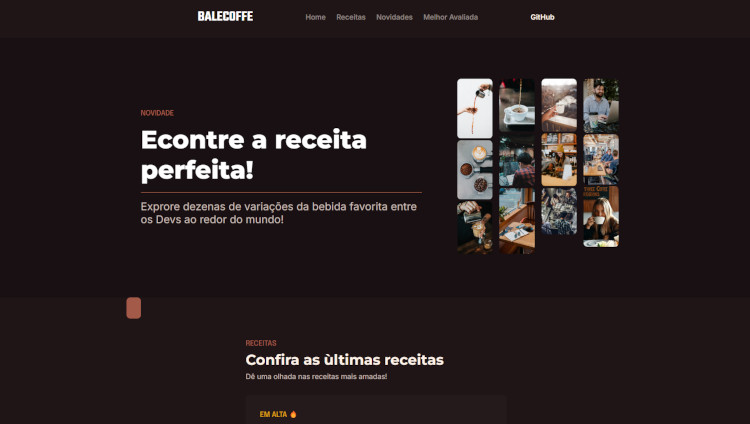 BALECOFFE
Home Receitas Novidades Melhor Avaliada GitHub
NOVIDADE
Econtre a receita
perfeita!
Exprore dezenas de variações da bebida favorita entre
os Devs ao redor do mundo!
RECEITAS
Confira as ùltimas receitas
Dê uma olhada nas receitas mais amadas!
EM ALTA 🔥